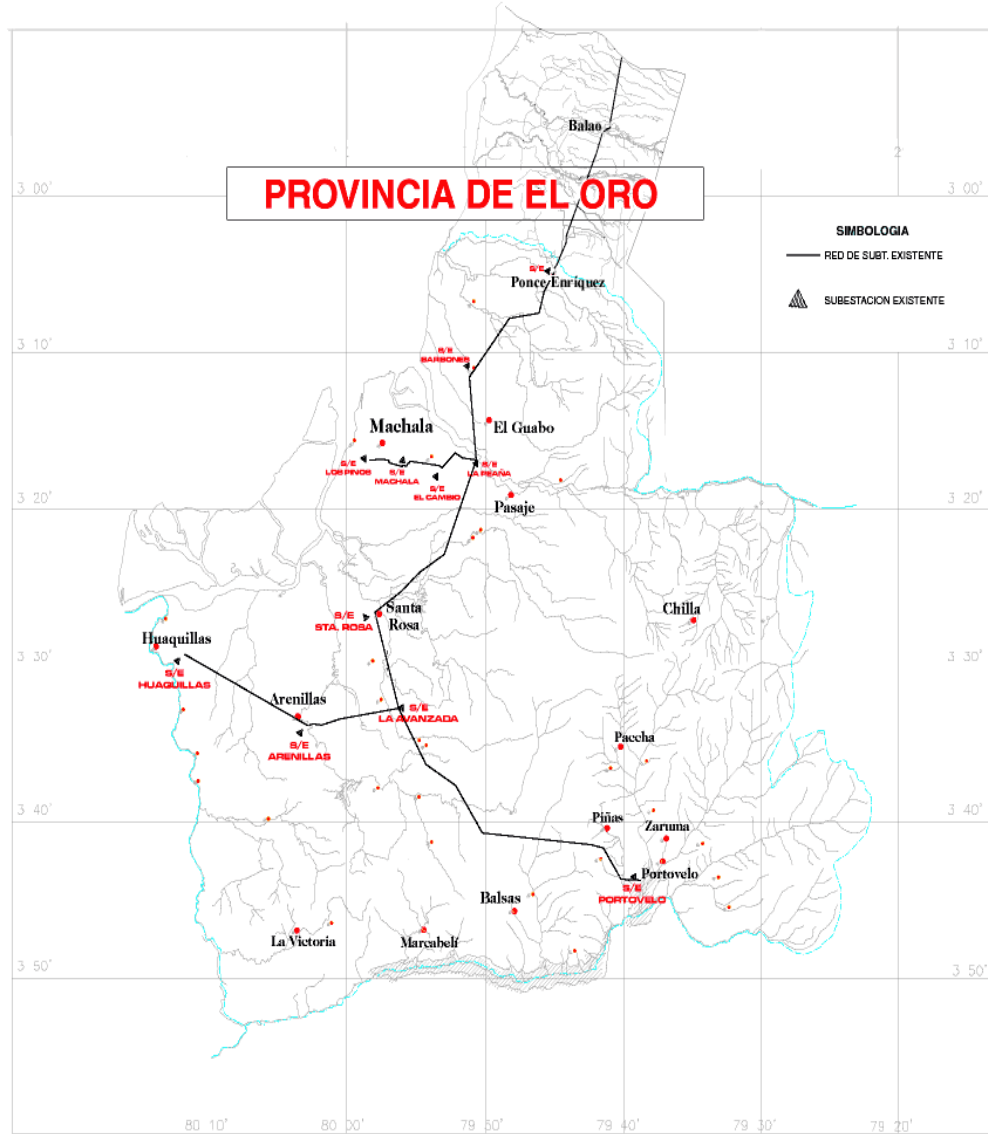 Balao
PROVINCIA DE EL ORO
3 00'
3 00'
SIMBOLOGIA
RED DE SUBT. EXISTENTE
SUBESTACION EXISTENTE
S/E
Ponce Enriquez
3 10'
3 10'
S/E
BARBONES
Machala
El Guabo
S/E
LOS PINOS
S/E
MACHALA
S/E
EL CAMBIO
S/E
LA PEAÑA
3 20'
3 20'
Pasaje
S/E
STA. ROSA
Santa
Rosa
Chilla
Huaquillas
3 30'
3 30'
S/E
HUAQUILLAS
Arenillas
S/E
LA AVANZADA
S/E
ARENILLAS
Paccha
3 40'
3 40'
Piñas
Zaruma
Portovelo
S/E
PORTOVELO
Balsas
La Victoria
Marcabelí
3 50'
3 50'
80 10'
80 00'
79 50'
79 40'
79 30'
79 20'